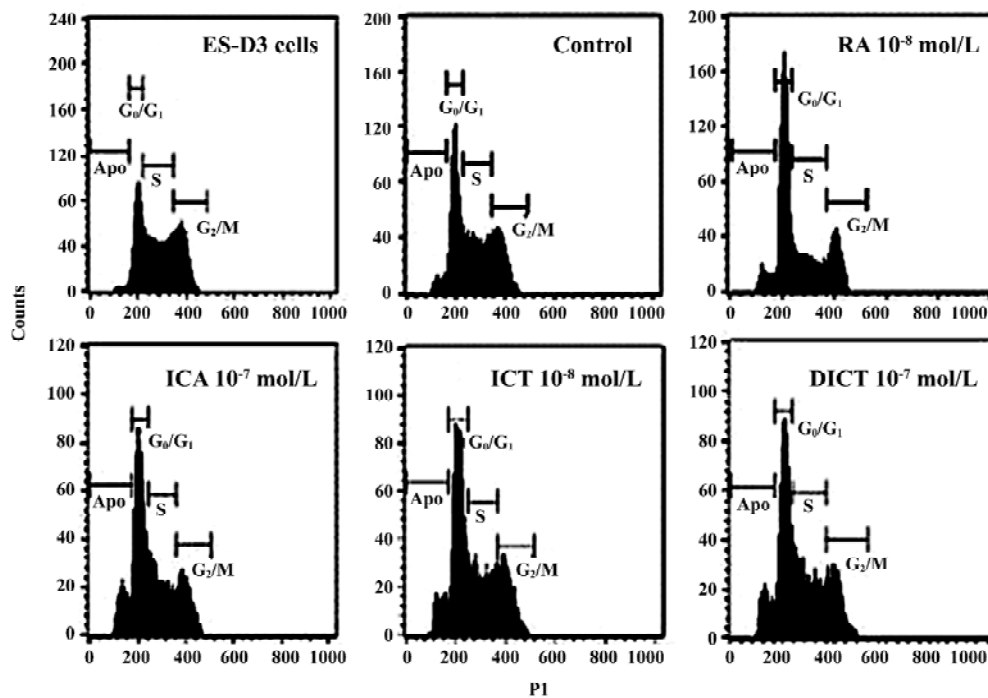 240
200
160
120
80
40
0
ES-D3 cells
G₀/G₁
Apo
S
G₂/M
0 200 400 600 800 1000
200
160
120
80
40
0
Control
G₀/G₁
Apo
S
G₂/M
0 200 400 600 800 1000
200
160
120
80
40
0
RA 10⁻⁸ mol/L
G₀/G₁
Apo
S
G₂/M
0 200 400 600 800 1000
Counts
120
100
80
60
40
20
0
ICA 10⁻⁷ mol/L
G₀/G₁
Apo
S
G₂/M
0 200 400 600 800 1000
120
100
80
60
40
20
0
ICT 10⁻⁸ mol/L
G₀/G₁
Apo
S
G₂/M
0 200 400 600 800 1000
120
100
80
60
40
20
0
DICT 10⁻⁷ mol/L
G₀/G₁
Apo
S
G₂/M
0 200 400 600 800 1000
P1